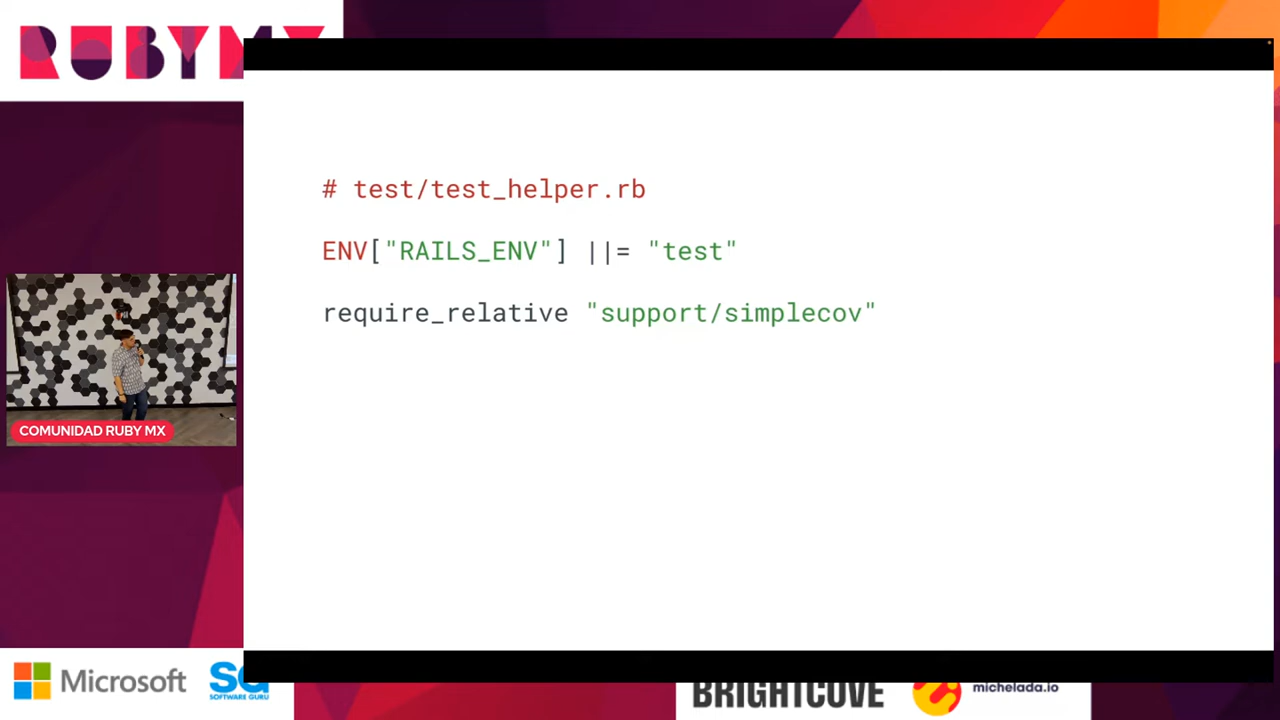 RUBYMX
# test/test_helper.rb
ENV["RAILS_ENV"] ||= "test"
require_relative "support/simplecov"
COMUNIDAD RUBY MX
Microsoft
SG
SOFTWARE GURU
BRIGHTCOVE
michelada.io